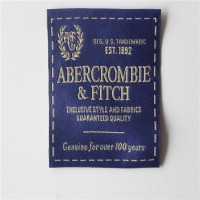 REG. U.S. TRADEMARK
EST. 1892
ABERCROMBIE
& FITCH
EXCLUSIVE STYLE AND FABRICS
GUARANTEED QUALITY
Genuine for over 100 years